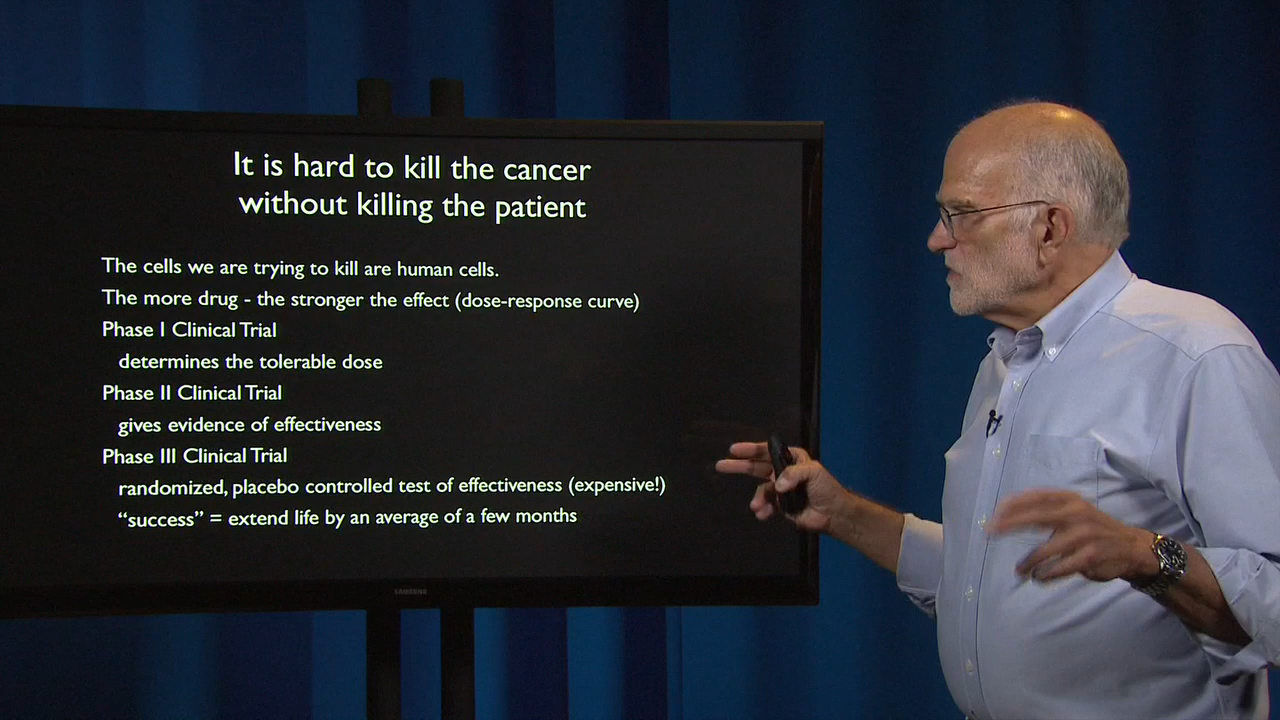 It is hard to kill the cancer
without killing the patient
The cells we are trying to kill are human cells.
The more drug - the stronger the effect (dose-response curve)
Phase I Clinical Trial
determines the tolerable dose
Phase II Clinical Trial
gives evidence of effectiveness
Phase III Clinical Trial
randomized, placebo controlled test of effectiveness (expensive!)
“success” = extend life by an average of a few months
SAMSUNG